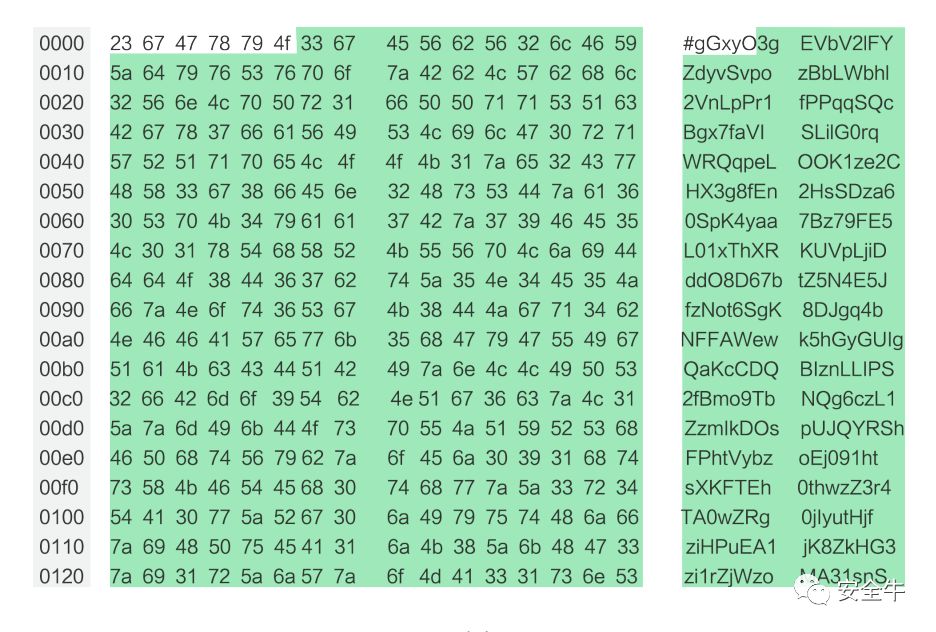 0000 23 67 47 78 79 4f 33 67 45 56 62 56 32 6c 46 59 #gGxyO3g EVbV2lFY
0010 5a 64 79 76 53 76 70 6f 7a 42 62 4c 57 62 68 6c ZdyvSvpo zBbLWbhl
0020 32 56 6e 4c 70 50 72 31 66 50 50 71 71 53 51 63 2VnLpPr1 fPPqqSQc
0030 42 67 78 37 66 61 56 49 53 4c 69 6c 47 30 72 71 Bgx7faVI SLilG0rq
0040 57 52 51 71 70 65 4c 4f 4f 4b 31 7a 65 32 43 77 WRQqpeL OOK1ze2C
0050 48 58 33 67 38 66 45 6e 32 48 73 53 44 7a 61 36 HX3g8fEn 2HsSDza6
0060 30 53 70 4b 34 79 61 61 37 42 7a 37 39 46 45 35 0SpK4yaa 7Bz79FE5
0070 4c 30 31 78 54 68 58 52 4b 55 56 70 4c 6a 69 44 L01xThXR KUVpLjiD
0080 64 64 4f 38 44 36 37 62 74 5a 35 4e 34 45 35 4a ddO8D67b tZ5N4E5J
0090 66 7a 4e 6f 74 36 53 67 4b 38 44 4a 67 71 34 62 fzNot6SgK 8DJgq4b
00a0 4e 46 46 41 57 65 77 6b 35 68 47 79 47 55 49 67 NFFAWew k5hGyGUIg
00b0 51 61 4b 63 43 44 51 42 49 7a 6e 4c 4c 49 50 53 QaKcCDQ BIznLLIPS
00c0 32 66 42 6d 6f 39 54 62 4e 51 67 36 63 7a 4c 31 2fBmo9Tb NQg6czL1
00d0 5a 7a 6d 49 6b 44 4f 73 70 55 4a 51 59 52 53 68 ZzmIkDOs pUJQYRSh
00e0 46 50 68 74 56 79 62 7a 6f 45 6a 30 39 31 68 74 FPhtVybz oEj091ht
00f0 73 58 4b 46 54 45 68 30 74 68 77 7a 5a 33 72 34 sXKFTEh 0thwzZ3r4
0100 54 41 30 77 5a 52 67 30 6a 49 79 75 74 48 6a 66 TA0wZRg 0jIyutHjf
0110 7a 69 48 50 75 45 41 31 6a 4b 38 5a 6b 48 47 33 ziHPuEA1 jK8ZkHG3
0120 7a 69 31 72 5a 6a 57 7a 6f 4d 41 33 31 73 6e 53 zi1rZjWzo MA31snS
安全牛